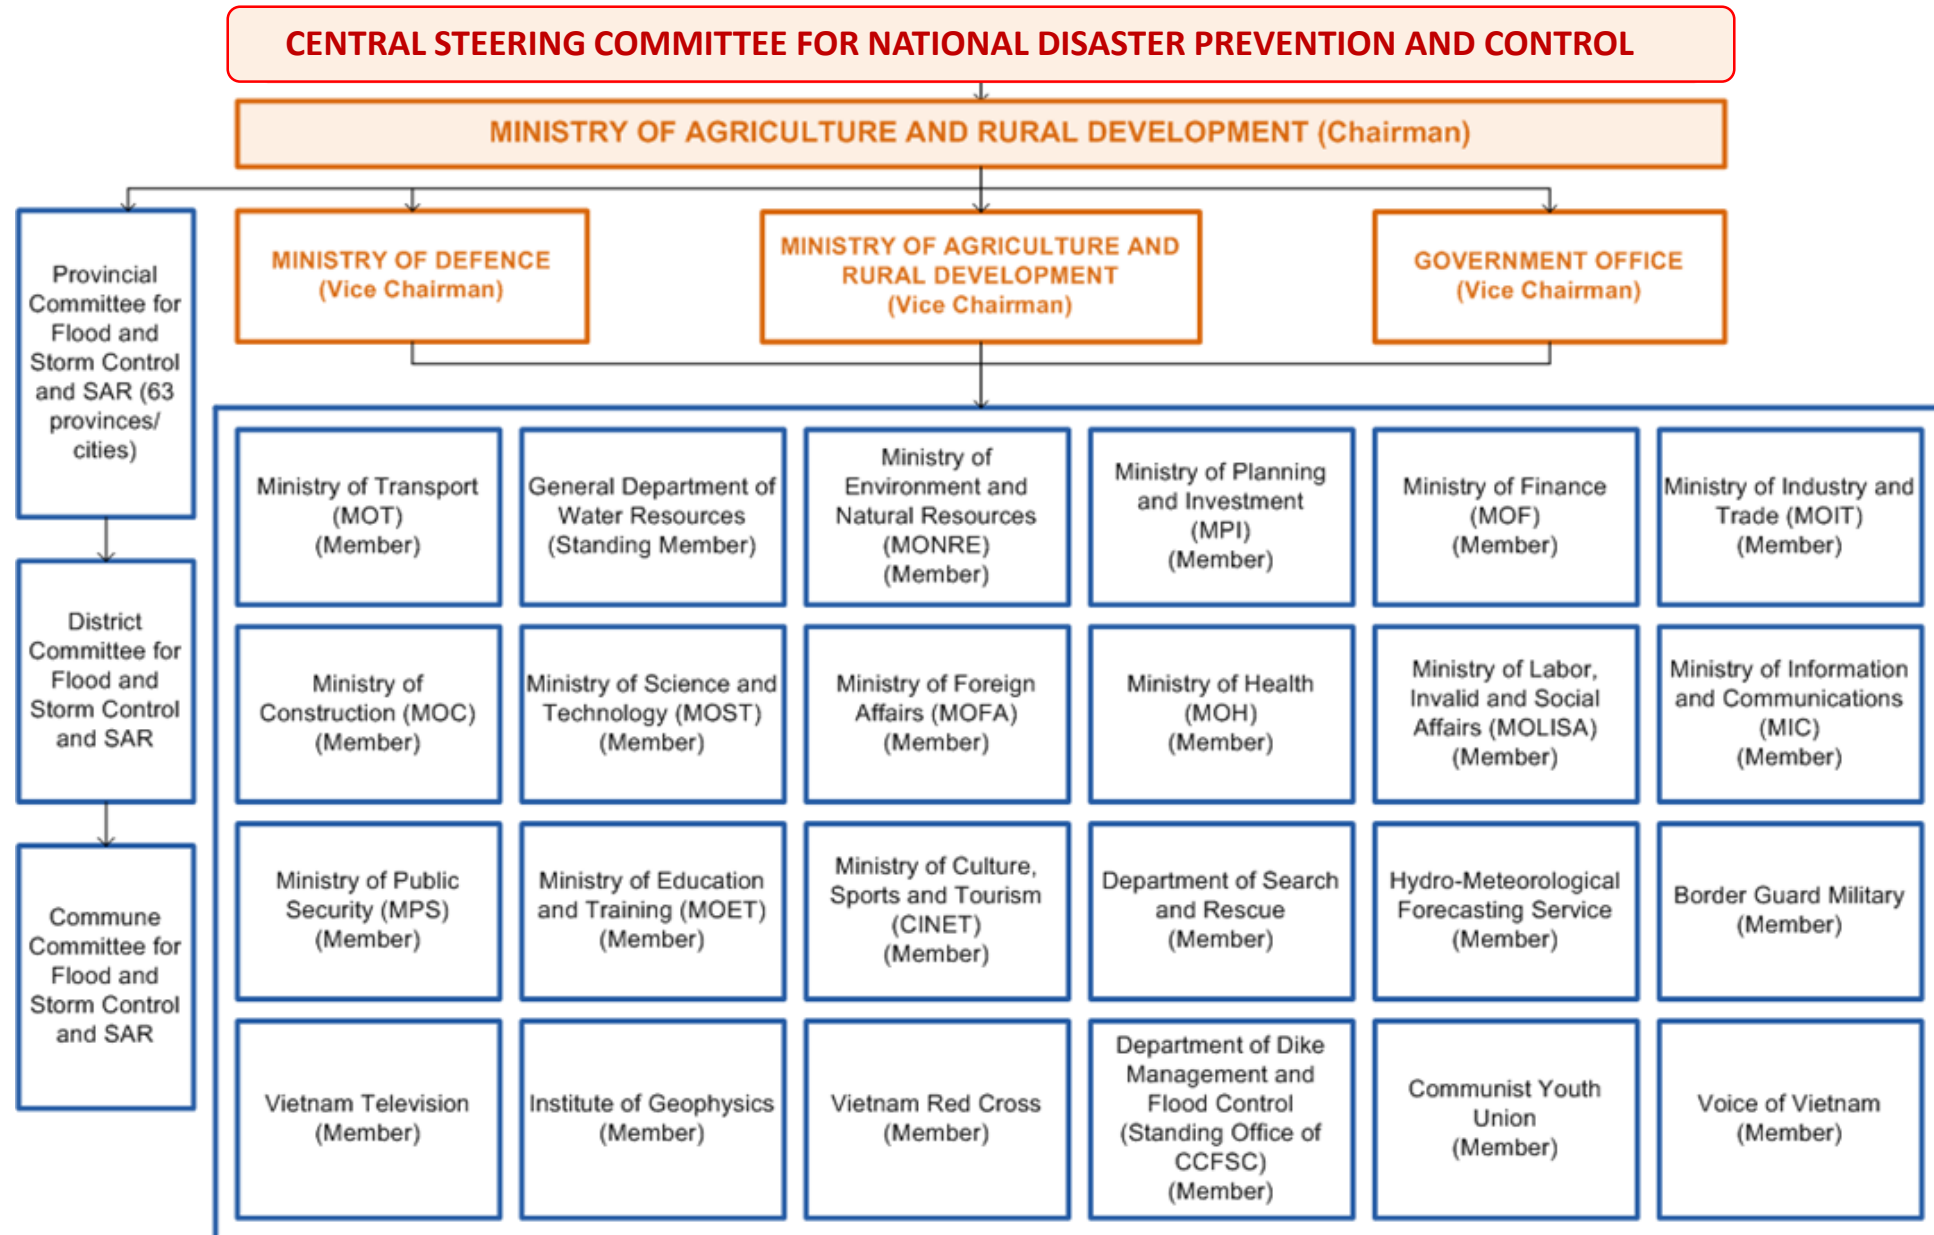 CENTRAL STEERING COMMITTEE FOR NATIONAL DISASTER PREVENTION AND CONTROL
MINISTRY OF AGRICULTURE AND RURAL DEVELOPMENT (Chairman)
Provincial
Committee for
Flood and
Storm Control
and SAR (63
provinces/
cities)
MINISTRY OF DEFENCE
(Vice Chairman)
MINISTRY OF AGRICULTURE AND
RURAL DEVELOPMENT
(Vice Chairman)
GOVERNMENT OFFICE
(Vice Chairman)
District
Committee for
Flood and
Storm Control
and SAR
Commune
Committee for
Flood and
Storm Control
and SAR
Ministry of Transport
(MOT)
(Member)
General Department of
Water Resources
(Standing Member)
Ministry of
Environment and
Natural Resources
(MONRE)
(Member)
Ministry of Planning
and Investment
(MPI)
(Member)
Ministry of Finance
(MOF)
(Member)
Ministry of Industry and
Trade (MOIT)
(Member)
Ministry of
Construction (MOC)
(Member)
Ministry of Science and
Technology (MOST)
(Member)
Ministry of Foreign
Affairs (MOFA)
(Member)
Ministry of Health
(MOH)
(Member)
Ministry of Labor,
Invalid and Social
Affairs (MOLISA)
(Member)
Ministry of Information
and Communications
(MIC)
(Member)
Ministry of Public
Security (MPS)
(Member)
Ministry of Education
and Training (MOET)
(Member)
Ministry of Culture,
Sports and Tourism
(CINET)
(Member)
Department of Search
and Rescue
(Member)
Hydro-Meteorological
Forecasting Service
(Member)
Border Guard Military
(Member)
Vietnam Television
(Member)
Institute of Geophysics
(Member)
Vietnam Red Cross
(Member)
Department of Dike
Management and
Flood Control
(Standing Office of
CCFSC)
(Member)
Communist Youth
Union
(Member)
Voice of Vietnam
(Member)